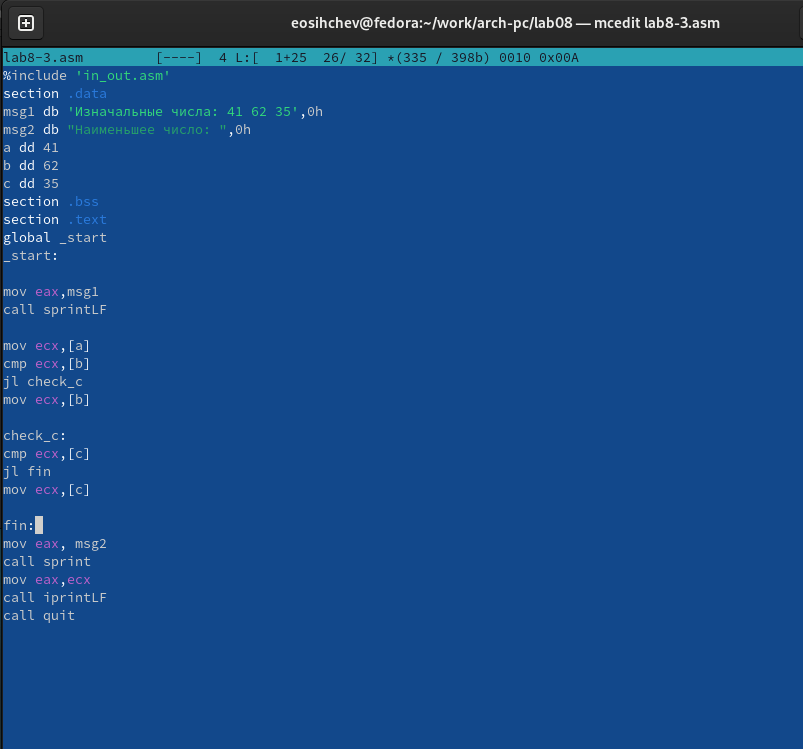 eosihchev@fedora:~/work/arch-pc/lab08 — mcedit lab8-3.asm
lab8-3.asm         [----]  4 L:[  1+25  26/ 32] *(335 / 398b) 0010 0x00A
%include 'in_out.asm'
section .data
msg1 db 'Изначальные числа: 41 62 35',0h
msg2 db "Наименьшее число: ",0h
a dd 41
b dd 62
c dd 35
section .bss
section .text
global _start
_start:
mov eax,msg1
call sprintLF
mov ecx,[a]
cmp ecx,[b]
jl check_c
mov ecx,[b]
check_c:
cmp ecx,[c]
jl fin
mov ecx,[c]
fin:
mov eax, msg2
call sprint
mov eax,ecx
call iprintLF
call quit